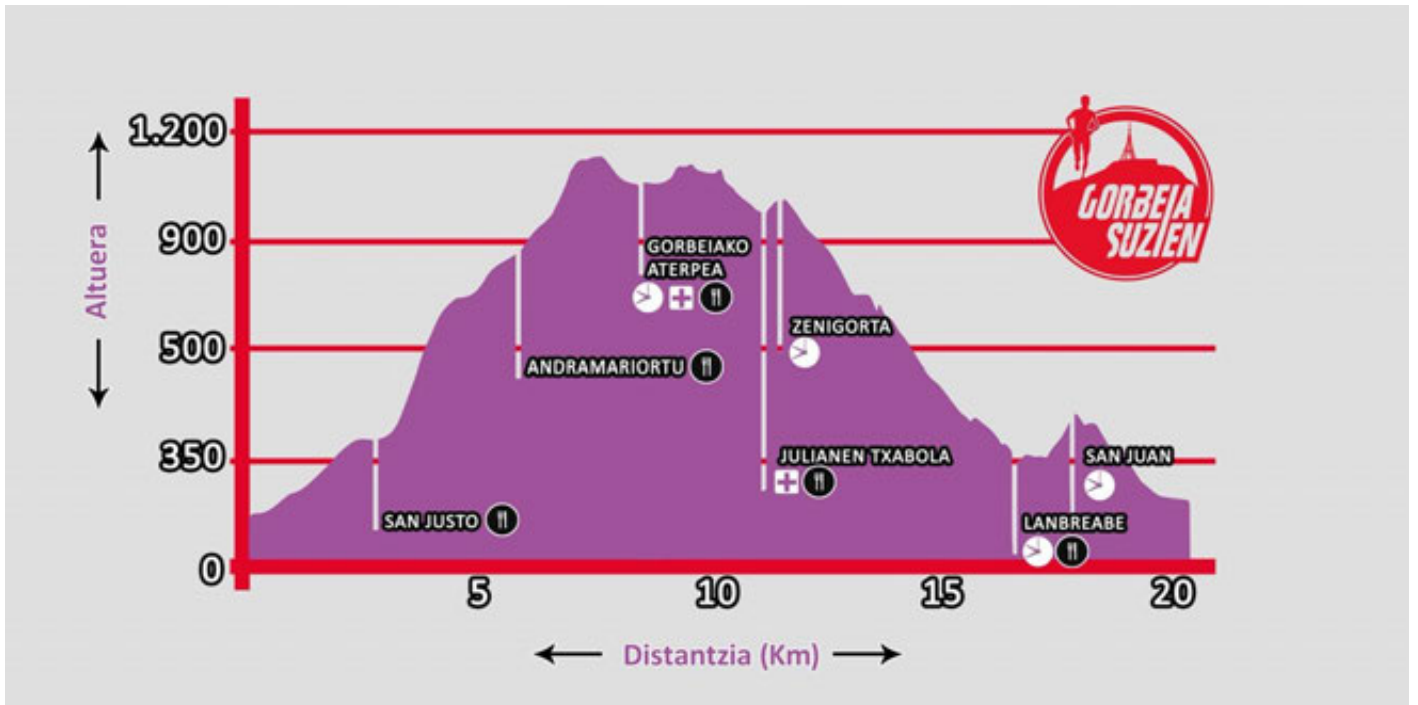 1.200
900
500
350
0
Altuera
GORBEIA
SUZIEN
GORBEIAKO
ATERPEA
ZENIGORTA
ANDRAMARIORTU
JULIANEN TXABOLA
SAN JUAN
SAN JUSTO
LANBREABE
5
10
15
20
Distantzia (Km)